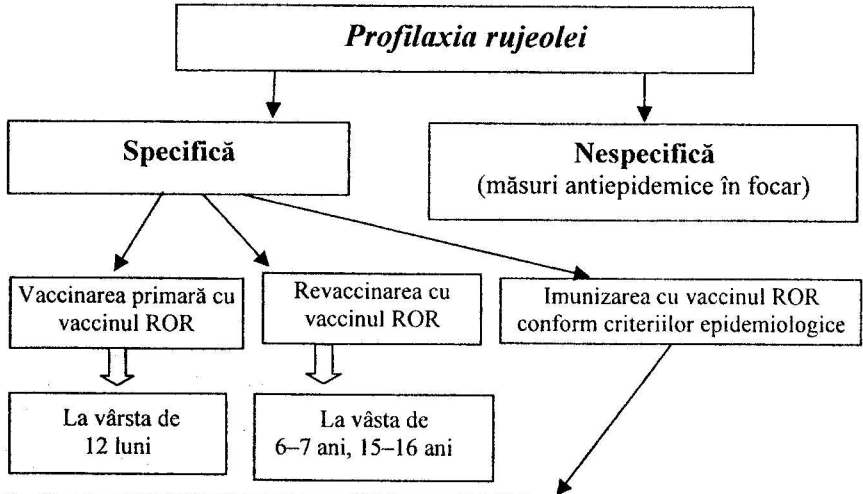 Profilaxia rujeolei
Specifică
Nespecifică
(măsuri antiepidemice în focar)
Vaccinarea primară cu
vaccinul ROR
Revaccinarea cu
vaccinul ROR
Imunizarea cu vaccinul ROR
conform criteriilor epidemiologice
La vârsta de
12 luni
La vâsta de
6–7 ani, 15–16 ani